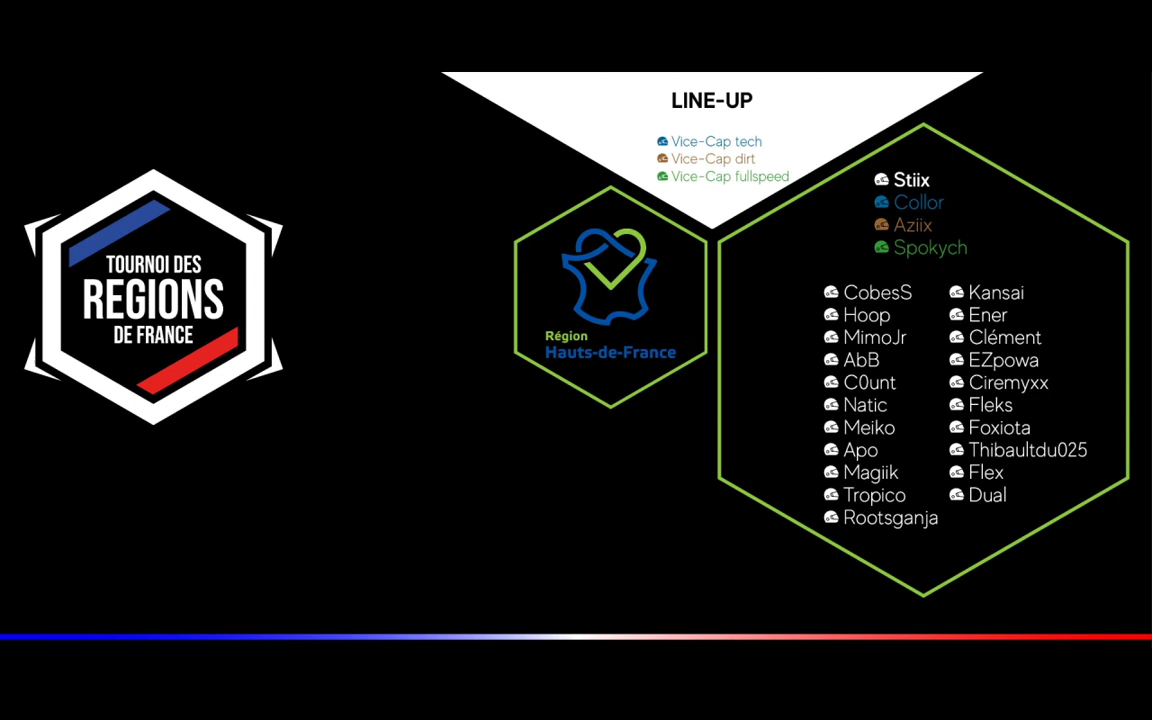 TOURNOI DES
REGIONS
DE FRANCE
LINE-UP
Vice-Cap tech
Vice-Cap dirt
Vice-Cap fullspeed
Région
Hauts-de-France
Stiix
Collor
Aziix
Spokych
CobesS
Hoop
MimoJr
AbB
C0unt
Natic
Meiko
Apo
Magiik
Tropico
Rootsganja
Kansai
Ener
Clément
EZpowa
Ciremyxx
Fleks
Foxiota
Thibaultdu025
Flex
Dual